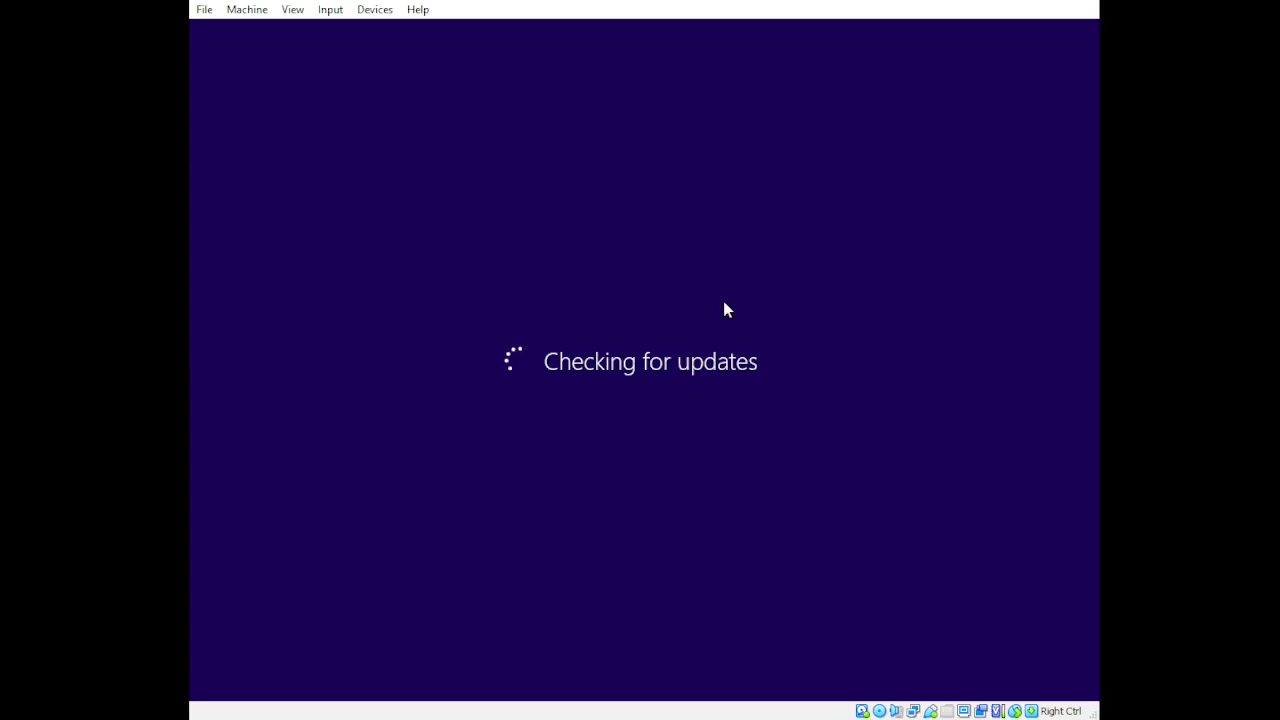 File Machine View Input Devices Help
Checking for updates
Right Ctrl